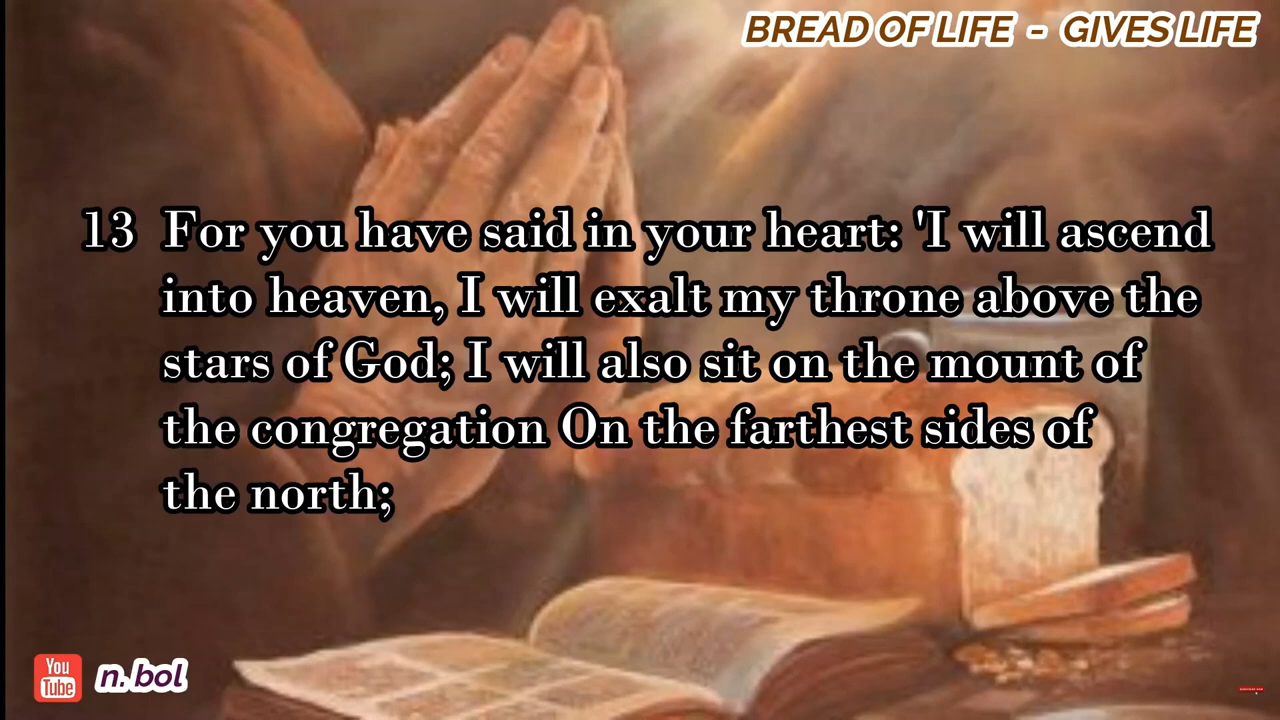 BREAD OF LIFE - GIVES LIFE
13 For you have said in your heart: 'I will ascend
into heaven, I will exalt my throne above the
stars of God; I will also sit on the mount of
the congregation On the farthest sides of
the north;
You
Tube
n. bol